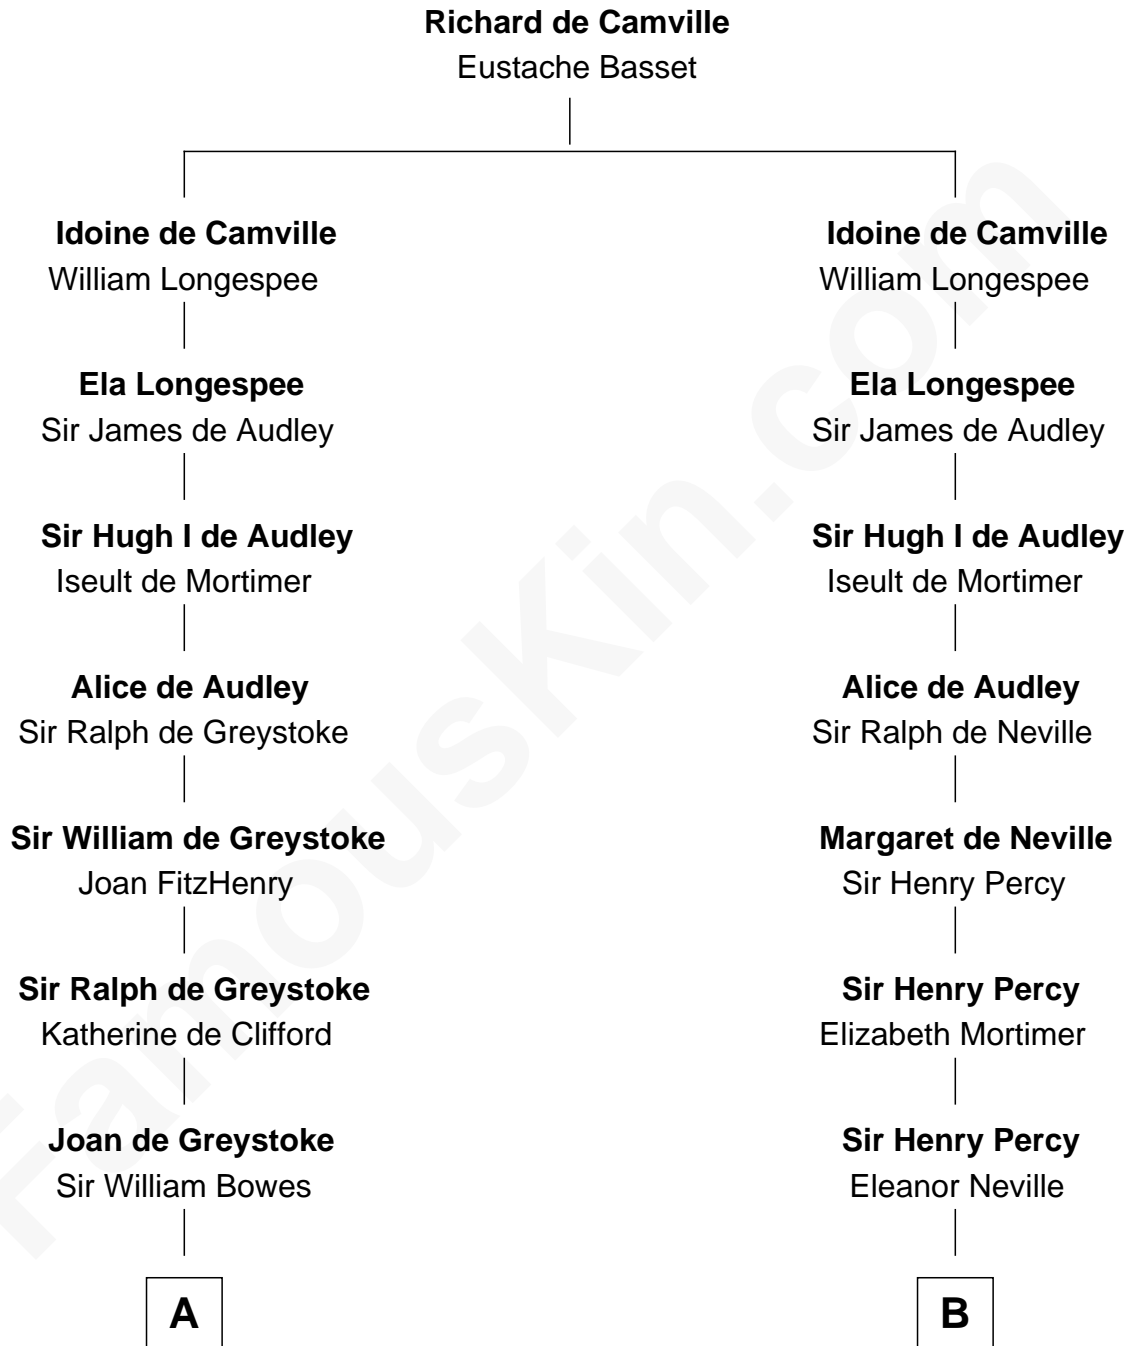 Richard de Camville
Eustache Basset
Idoine de Camville
William Longespee
Idoine de Camville
William Longespee
Ela Longespee
Sir James de Audley
Ela Longespee
Sir James de Audley
Sir Hugh I de Audley
Iseult de Mortimer
Sir Hugh I de Audley
Iseult de Mortimer
Alice de Audley
Sir Ralph de Greystoke
Alice de Audley
Sir Ralph de Neville
Sir William de Greystoke
Joan FitzHenry
Margaret de Neville
Sir Henry Percy
Sir Ralph de Greystoke
Katherine de Clifford
Sir Henry Percy
Elizabeth Mortimer
Joan de Greystoke
Sir William Bowes
Sir Henry Percy
Eleanor Neville
A
B
FamousKin.com